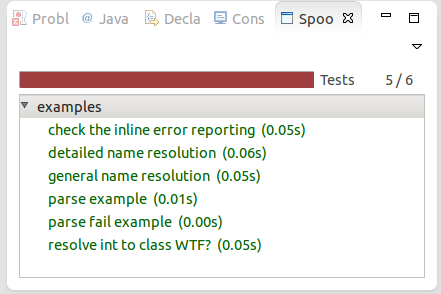 Probl @ Java Decla Cons Spoo
Tests 5 / 6
examples
check the inline error reporting (0.05s)
detailed name resolution (0.06s)
general name resolution (0.05s)
parse example (0.01s)
parse fail example (0.00s)
resolve int to class WTF? (0.05s)